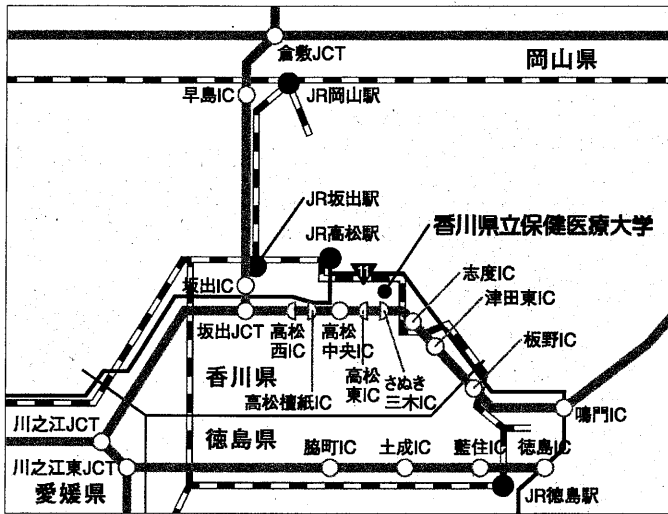 倉敷JCT
岡山県
早島IC
JR岡山駅
JR坂出駅
JR高松駅
香川県立保健医療大学
11
志度IC
坂出IC
津田東IC
坂出JCT
高松
西IC
高松
中央IC
板野IC
香川県
高松
東IC
さぬき
三木IC
高松檀紙IC
鳴門IC
川之江JCT
徳島県
川之江東JCT
脇町IC
土成IC
藍住IC
徳島IC
愛媛県
JR徳島駅